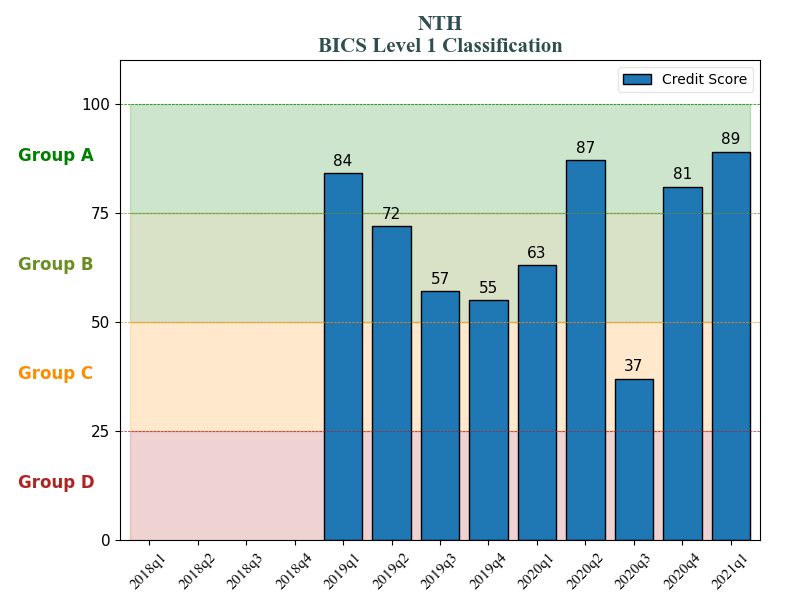 NTH
BICS Level 1 Classification
Credit Score
100
75
50
25
0
Group A
Group B
Group C
Group D
84
72
57
55
63
87
37
81
89
2018q1
2018q2
2018q3
2018q4
2019q1
2019q2
2019q3
2019q4
2020q1
2020q2
2020q3
2020q4
2021q1